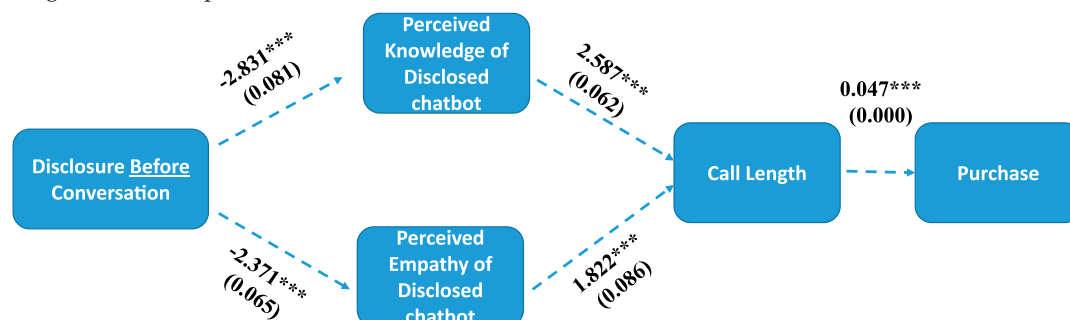 Perceived
Knowledge of
Disclosed
chatbot
-2.831***
(0.081)
2.587***
(0.062)
0.047***
(0.000)
Disclosure Before
Conversation
Call Length
Purchase
Perceived
Empathy of
Disclosed
chatbot
-2.371***
(0.065)
1.822***
(0.086)